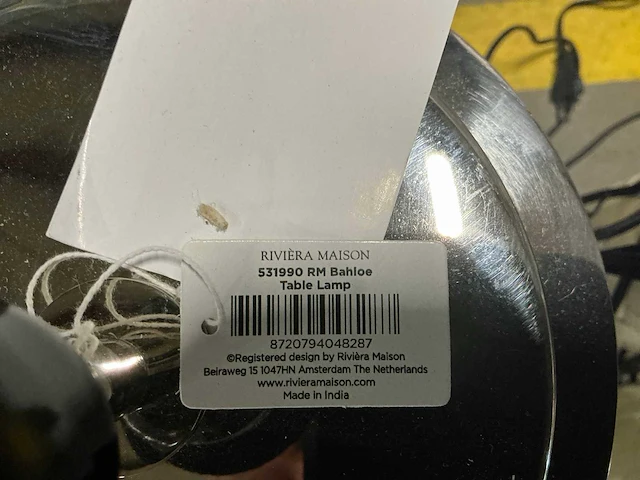 RIVIÈRA MAISON
531990 RM Bahloe
Table Lamp
8720794048287
©Registered design by Rivièra Maison
Beiraweg 15 1047HN Amsterdam The Netherlands
www.rivieramaison.com
Made in India